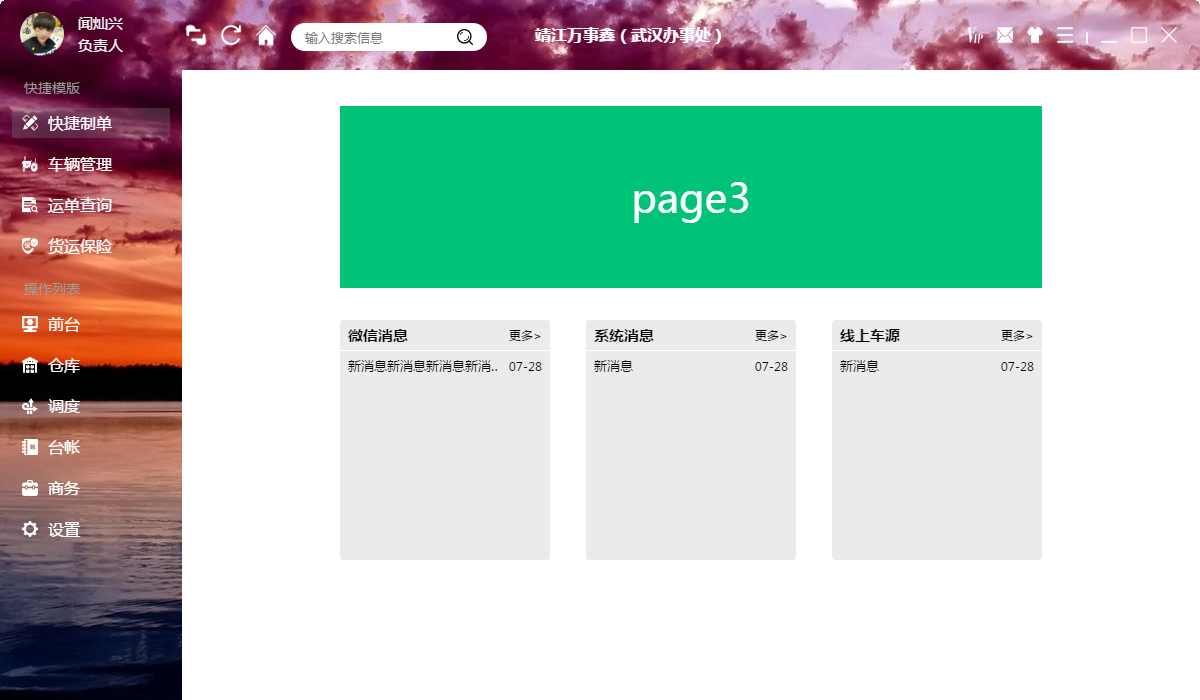 闻灿兴
负责人
输入搜索信息
靖江万事鑫 ( 武汉办事处 )
Vip
快捷模版
快捷制单
车辆管理
运单查询
货运保险
操作列表
前台
仓库
调度
台帐
商务
设置
page3
微信消息 更多>
新消息新消息新消息新消.. 07-28
系统消息 更多>
新消息 07-28
线上车源 更多>
新消息 07-28